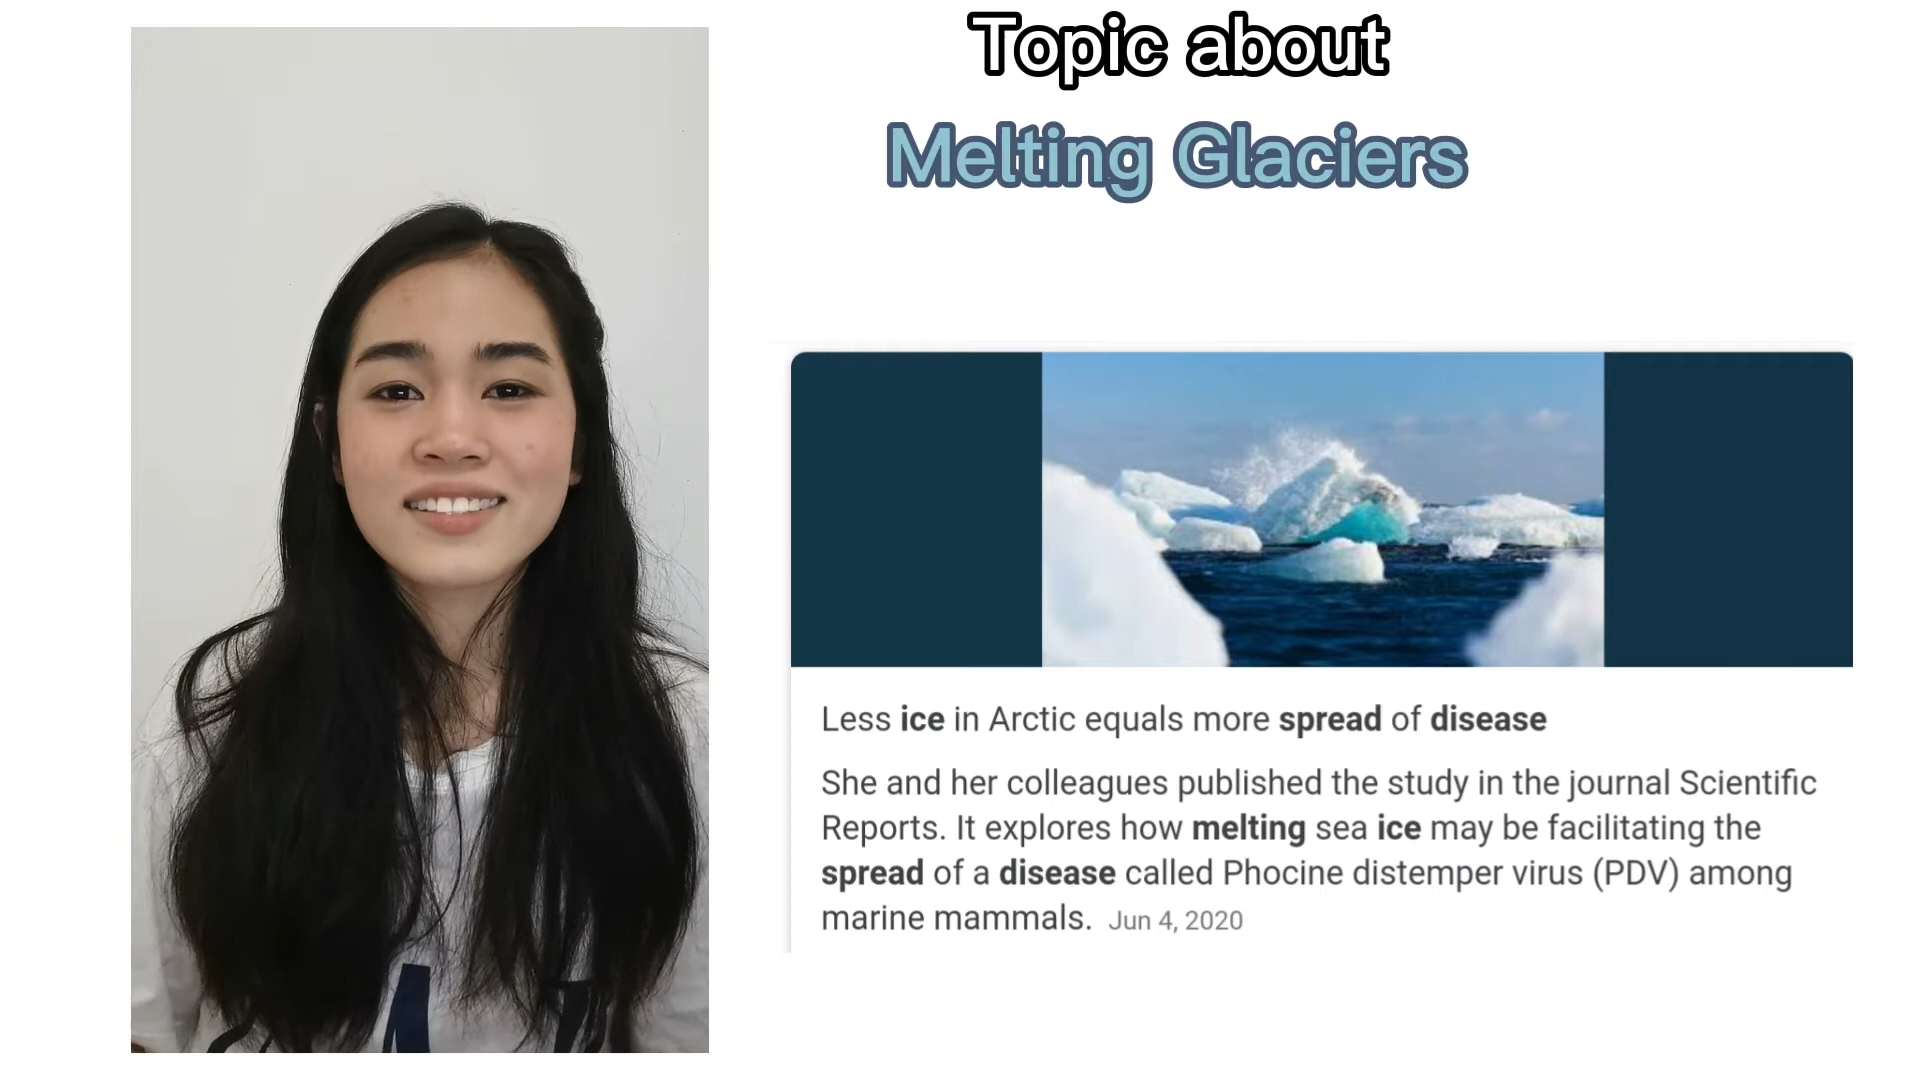 Topic about
Melting Glaciers
Less ice in Arctic equals more spread of disease
She and her colleagues published the study in the journal Scientific
Reports. It explores how melting sea ice may be facilitating the
spread of a disease called Phocine distemper virus (PDV) among
marine mammals. Jun 4, 2020